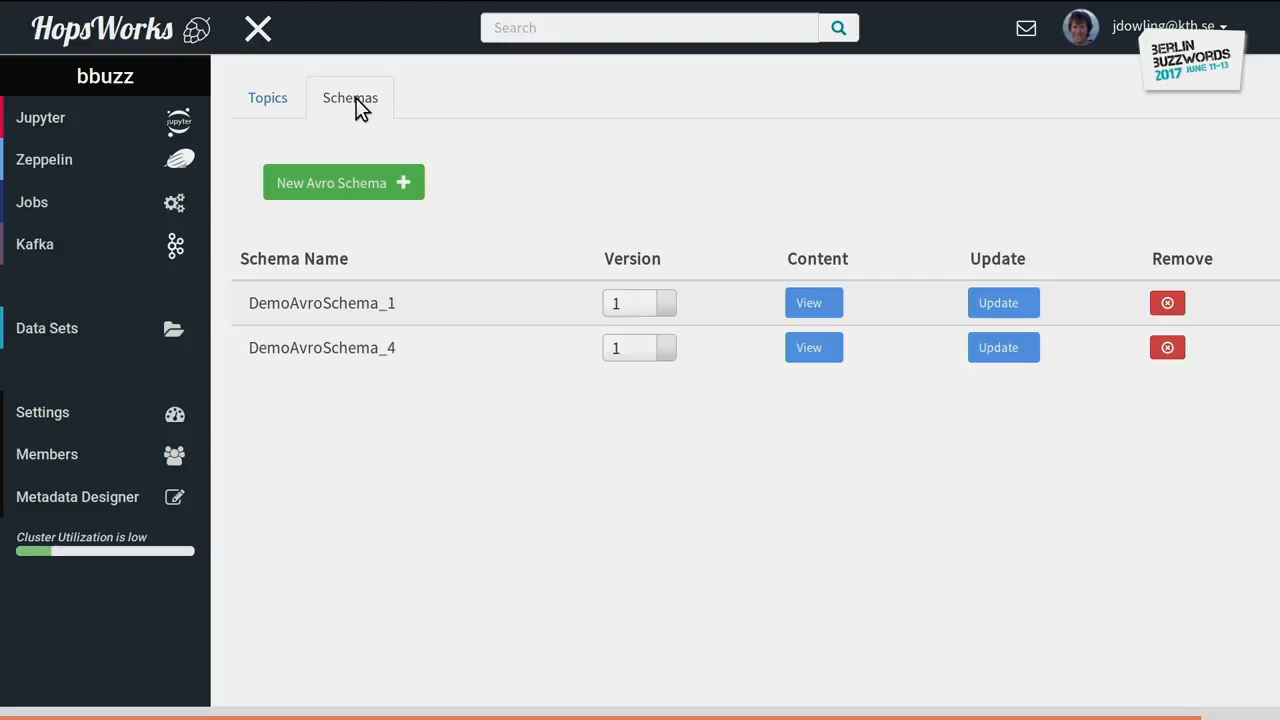 HopsWorks
Search
jdowling@kth.se
BERLIN
BUZZWORDS
2017 JUNE 11-13
bbuzz
Jupyter
jupyter
Zeppelin
Jobs
Kafka
Data Sets
Settings
Members
Metadata Designer
Cluster Utilization is low
Topics
Schemas
New Avro Schema
Schema Name Version Content Update Remove
DemoAvroSchema_1 1 View Update
DemoAvroSchema_4 1 View Update